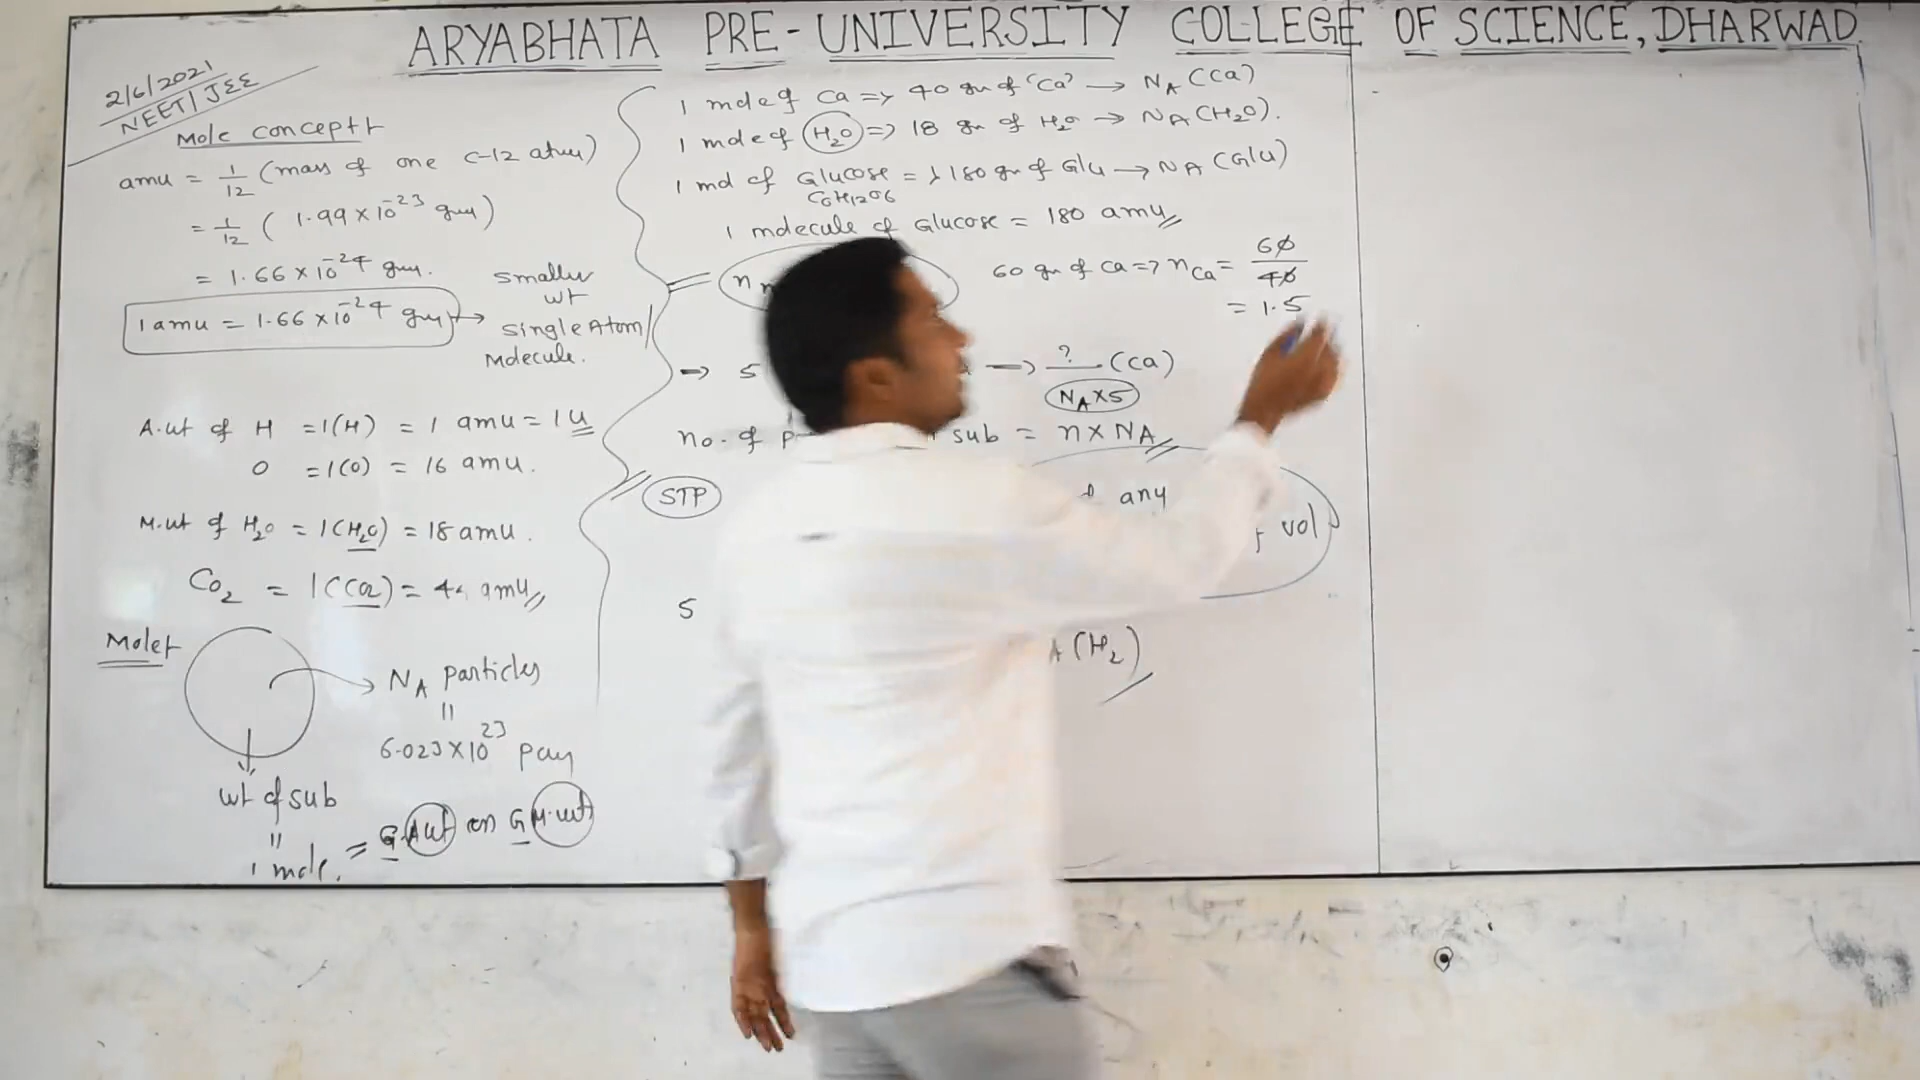 ARYABHATA PRE-UNIVERSITY COLLEGE OF SCIENCE, DHARWAD
2/6/2021
NEET/JEE
Mole concept
amu = 1/12 (mass of one C-12 atom)
= 1/12 ( 1.99 × 10⁻²³ gm)
= 1.66 × 10⁻²⁴ gm.
1 amu = 1.66 × 10⁻²⁴ gm →
smaller
wt
single Atom/
Molecule.
A.wt of H = 1(H) = 1 amu = 1 u
O = 1(O) = 16 amu.
M.wt of H₂O = 1(H₂O) = 18 amu.
CO₂ = 1(CO₂) = 44 amu
Mole
→ NA particles
=
6.023 × 10²³
wt of sub
=
1 mole. = G.A.wt or G M.wt
1 mole of Ca => 40 gm of 'Ca' → NA (Ca)
1 mole of H₂O => 18 gm of H₂O → NA (H₂O).
1 mol of Glucose => 180 gm of Glu → NA (Glu)
C6H12O6
1 molecule of Glucose = 180 amu
n
60 gm of Ca => nCa = 60/40
= 1.5
→ 5 → ? (Ca)
NA × 5
no. of sub = n × NA
STP
any
vol
5
A (H₂)